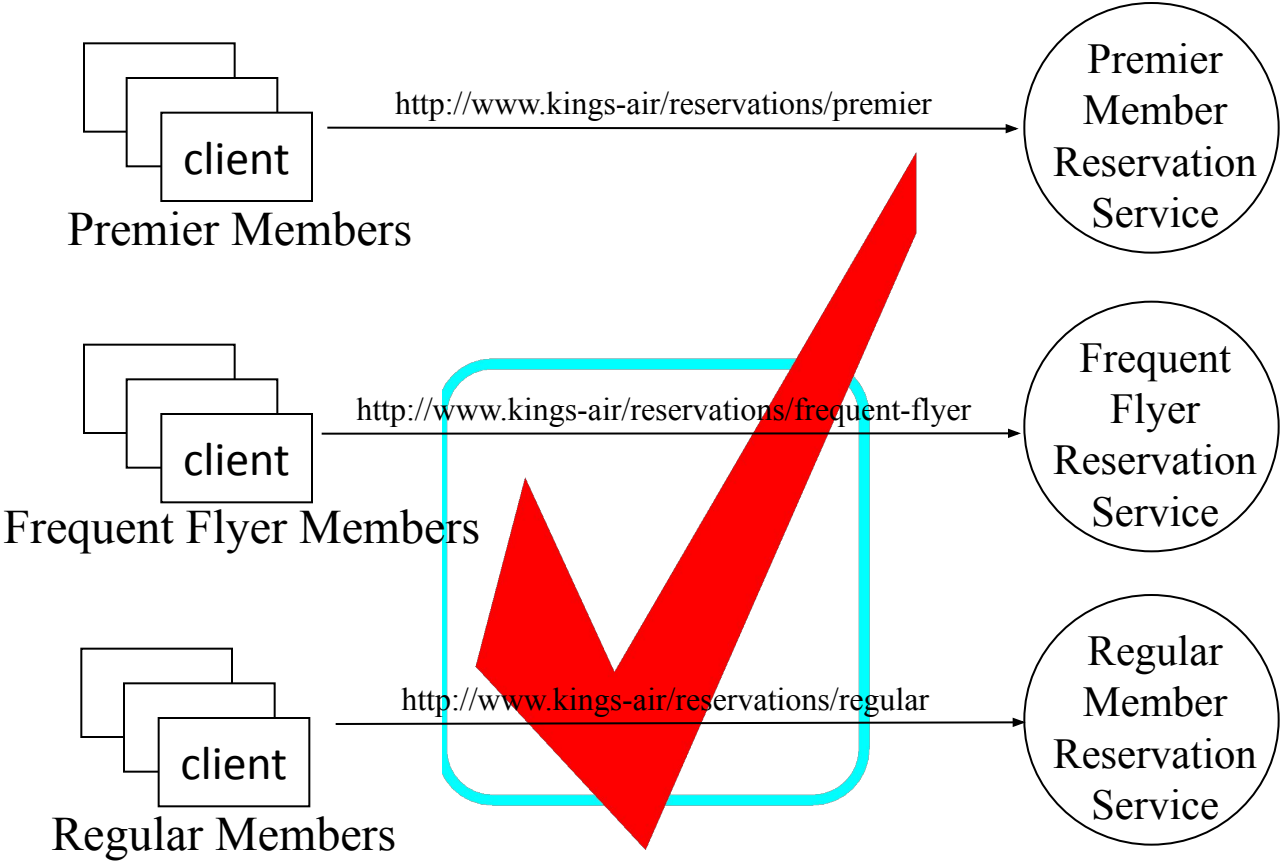 http://www.kings-air/reservations/premier
client
Premier Members
Premier
Member
Reservation
Service
http://www.kings-air/reservations/frequent-flyer
client
Frequent Flyer Members
Frequent
Flyer
Reservation
Service
http://www.kings-air/reservations/regular
client
Regular Members
Regular
Member
Reservation
Service